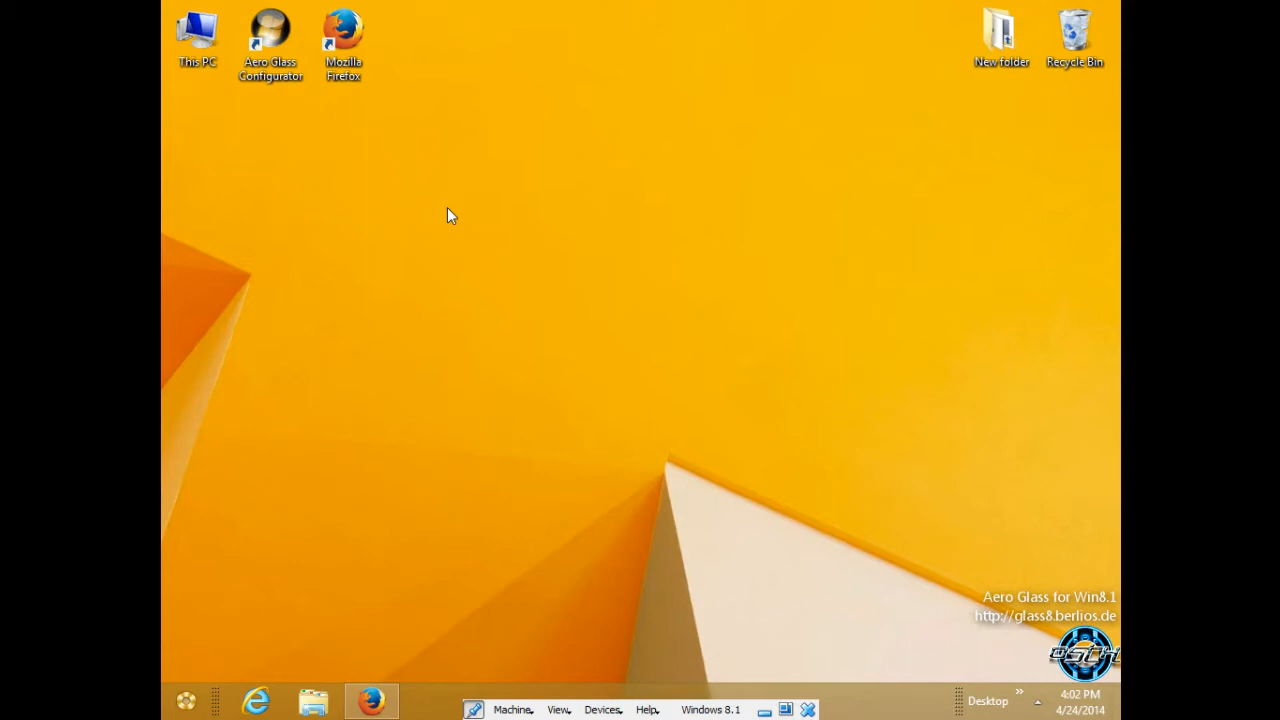 This PC
Aero Glass
Configurator
Mozilla
Firefox
New folder
Recycle Bin
Aero Glass for Win8.1
http://glass8.berlios.de
Machine
View
Devices
Help
Windows 8.1
Desktop
4:02 PM
4/24/2014